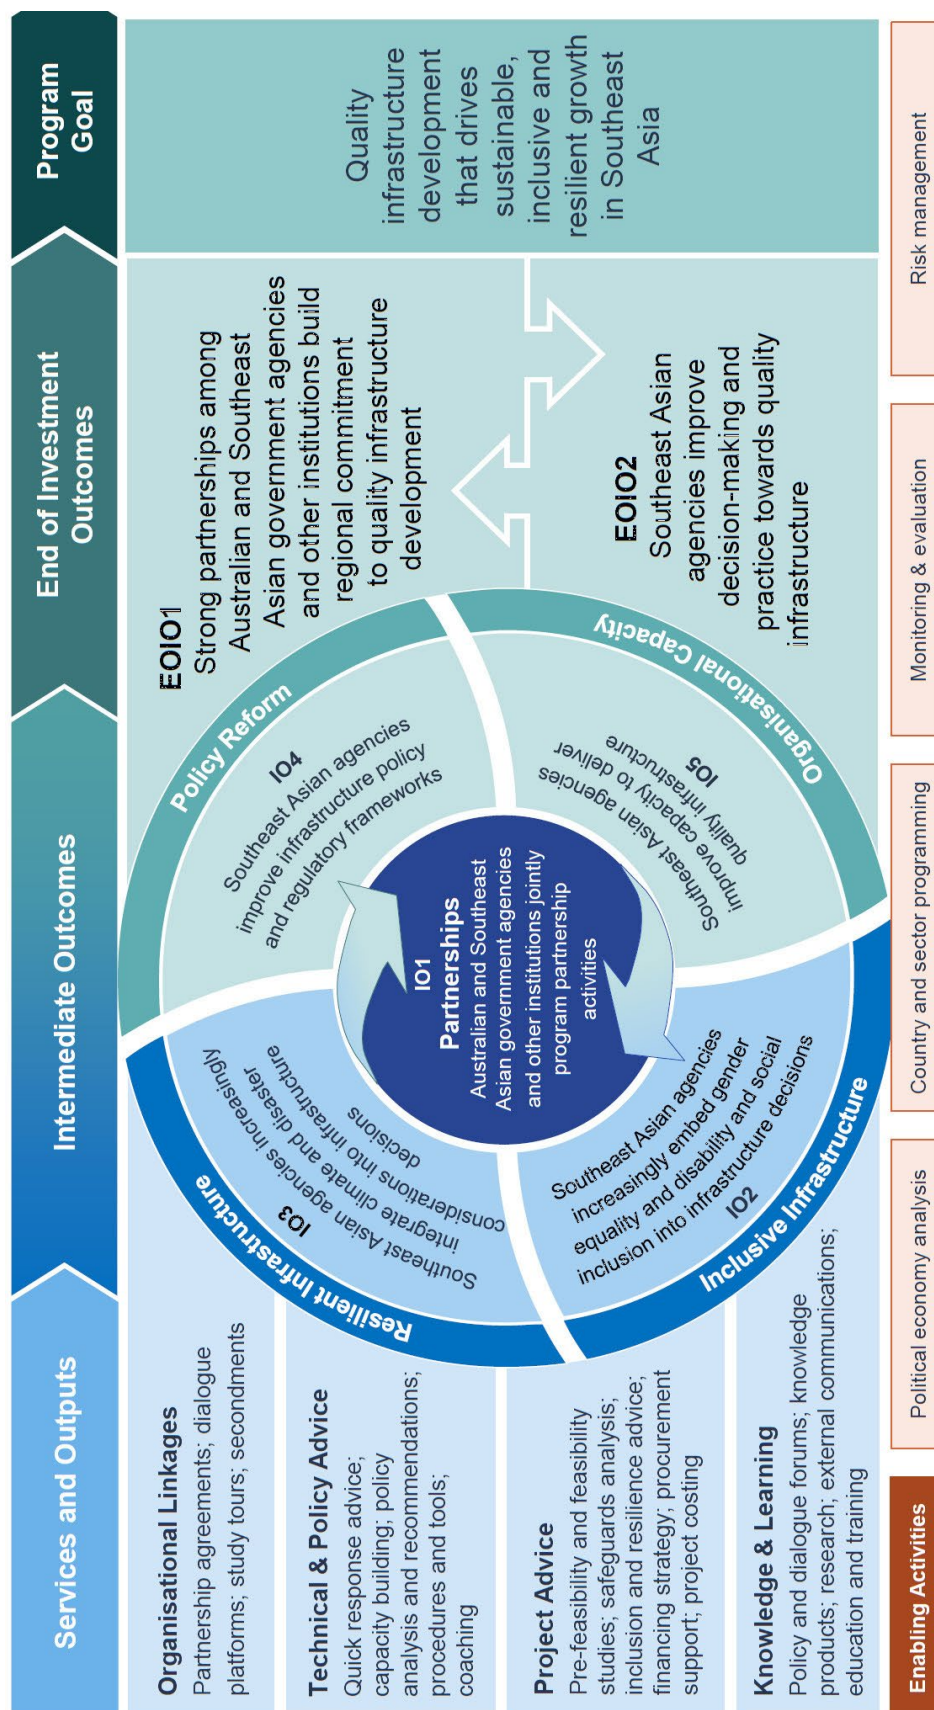 Services and Outputs
Intermediate Outcomes
End of Investment
Outcomes
Program
Goal
Organisational Linkages
Partnership agreements; dialogue
platforms; study tours; secondments
Technical & Policy Advice
Quick response advice;
capacity building; policy
analysis and recommendations;
procedures and tools;
coaching
Project Advice
Pre-feasibility and feasibility
studies; safeguards analysis;
inclusion and resilience advice;
financing strategy; procurement
support; project costing
Knowledge & Learning
Policy and dialogue forums; knowledge
products; research; external communications;
education and training
Resilient Infrastructure
IO3
Southeast Asian agencies increasingly
integrate climate and disaster
considerations into infrastructure
decisions
Policy Reform
IO4
Southeast Asian agencies
improve infrastructure policy
and regulatory frameworks
IO1
Partnerships
Australian and Southeast
Asian government agencies
and other institutions jointly
program partnership
activities
Southeast Asian agencies
increasingly embed gender
equality and disability and social
inclusion into infrastructure decisions
IO2
Inclusive Infrastructure
Southeast Asian agencies
improve capacity to deliver
quality infrastructure
IO5
Organisational Capacity
EOIO1
Strong partnerships among
Australian and Southeast
Asian government agencies
and other institutions build
regional commitment
to quality infrastructure
development
EOIO2
Southeast Asian
agencies improve
decision-making and
practice towards quality
infrastructure
Quality
infrastructure
development
that drives
sustainable,
inclusive and
resilient growth
in Southeast
Asia
Enabling Activities
Political economy analysis
Country and sector programming
Monitoring & evaluation
Risk management